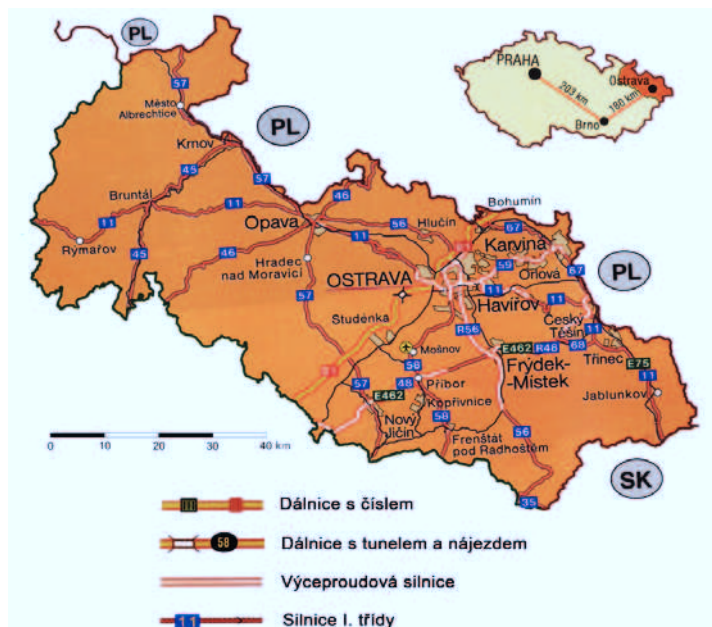 PL
57
Město
Albrechtice
PL
Krnov
57
45
Bruntál
11
46
Opava
11
Rýmařov
45
46
Hradec
nad Moravicí
11
56
Hlučín
Bohumín
67
Karviná
59
Orlová
67
PL
OSTRAVA
11
Havířov
11
Český
Těšín
57
Studénka
R56
Mošnov
58
E462
R48
68
11
Třinec
E75
11
Jablunkov
Frýdek-
-Místek
48
Příbor
57
E462
Kopřivnice
58
Nový
Jičín
Frenštát
pod Radhoštěm
56
35
SK
PRAHA
203 km
Ostrava
180 km
Brno
0 10 20 30 40 km
Dálnice s číslem
58
Dálnice s tunelem a nájezdem
Výceproudová silnice
11
Silnice I. třídy